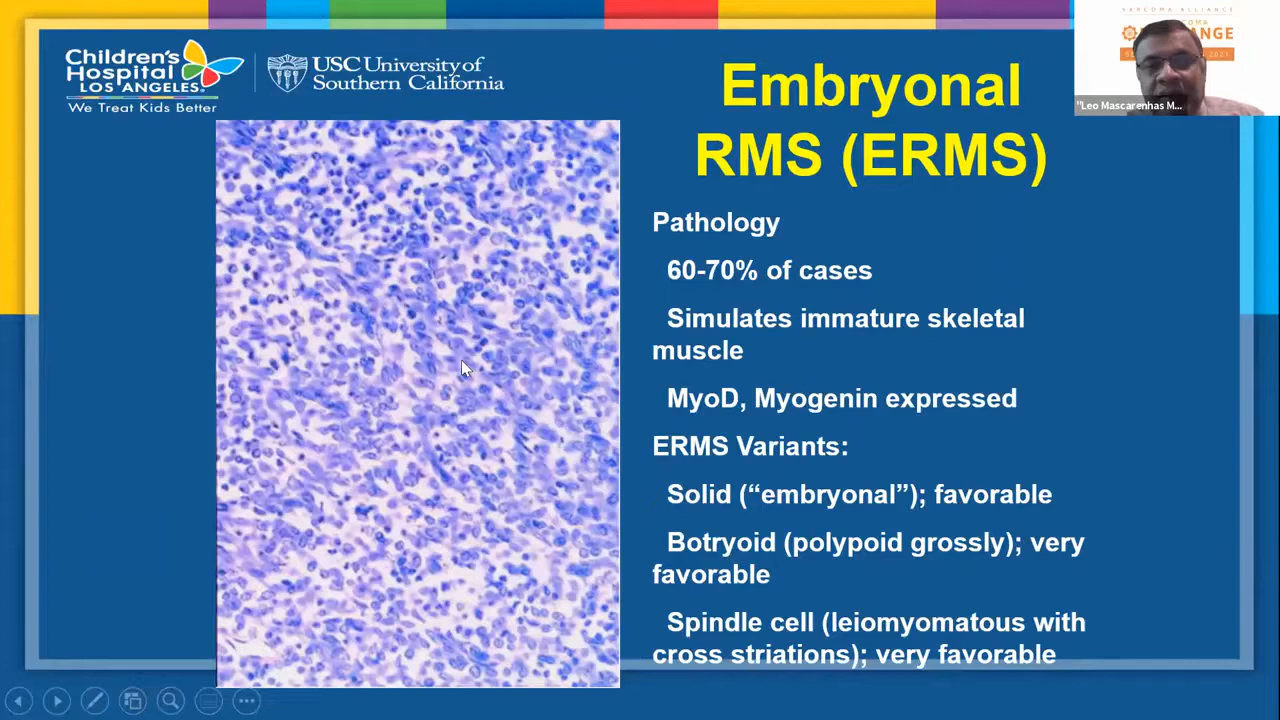 Children's
Hospital
LOS ANGELES
We Treat Kids Better
USC University of
Southern California
SARCOMA ALLIANCE
"Leo Mascarenhas M...
Embryonal
RMS (ERMS)
Pathology
60-70% of cases
Simulates immature skeletal
muscle
MyoD, Myogenin expressed
ERMS Variants:
Solid (“embryonal”); favorable
Botryoid (polypoid grossly); very
favorable
Spindle cell (leiomyomatous with
cross striations); very favorable